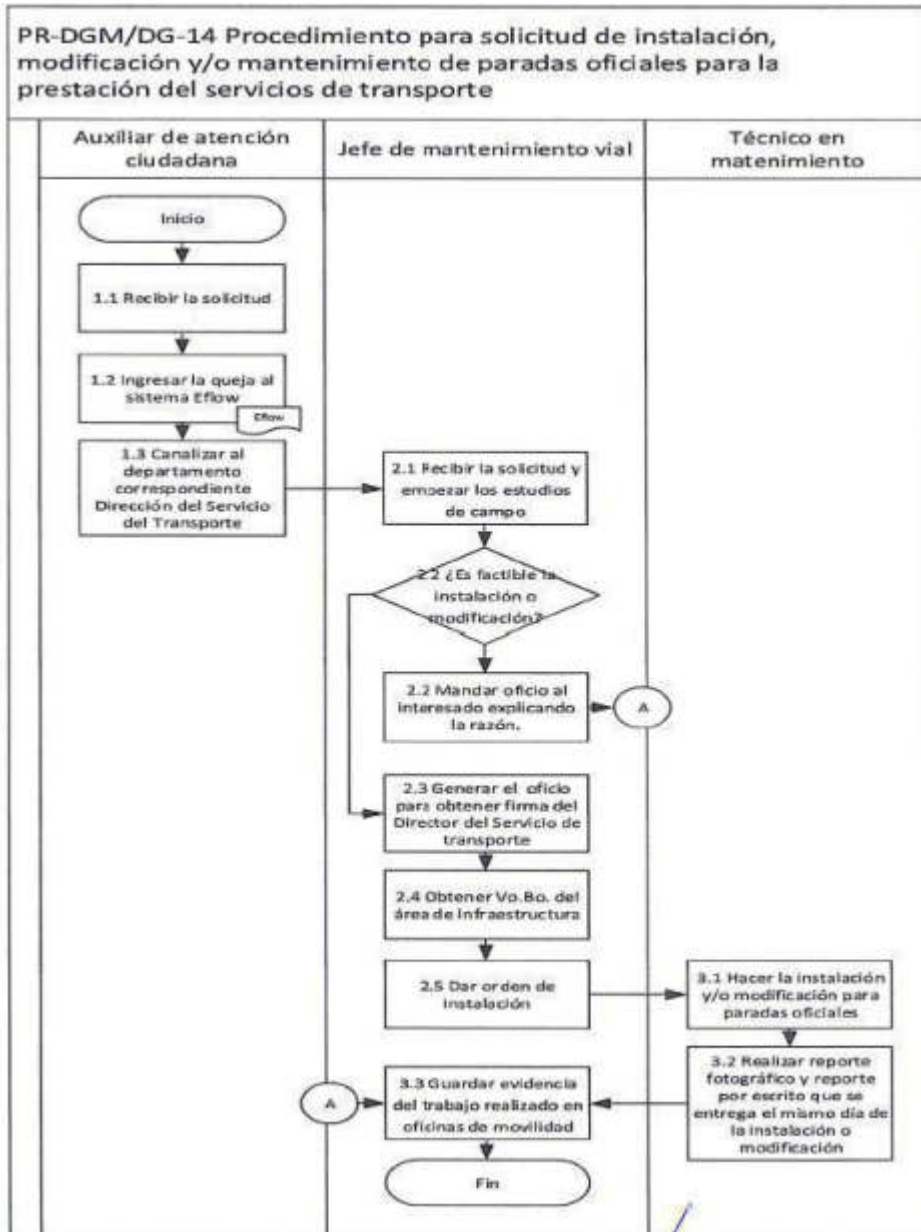 PR-DGM/DG-14 Procedimiento para solicitud de instalación,
modificación y/o mantenimiento de paradas oficiales para la
prestación del servicios de transporte
Auxiliar de atención
ciudadana
Jefe de mantenimiento vial
Técnico en
matenimiento
Inicio
1.1 Recibir la solicitud
1.2 Ingresar la queja al
sistema Eflow
Eflow
1.3 Canalizar al
departamento
correspondiente
Dirección del Servicio
del Transporte
2.1 Recibir la solicitud y
empezar los estudios
de campo
2.2 ¿Es factible la
instalación o
modificación?
2.2 Mandar oficio al
interesado explicando
la razón.
A
2.3 Generar el oficio
para obtener firma del
Director del Servicio de
transporte
2.4 Obtener Vo.Bo. del
área de Infraestructura
2.5 Dar orden de
instalación
3.1 Hacer la instalación
y/o modificación para
paradas oficiales
3.2 Realizar reporte
fotográfico y reporte
por escrito que se
entrega el mismo día de
la instalación o
modificación
A
3.3 Guardar evidencia
del trabajo realizado en
oficinas de movilidad
Fin